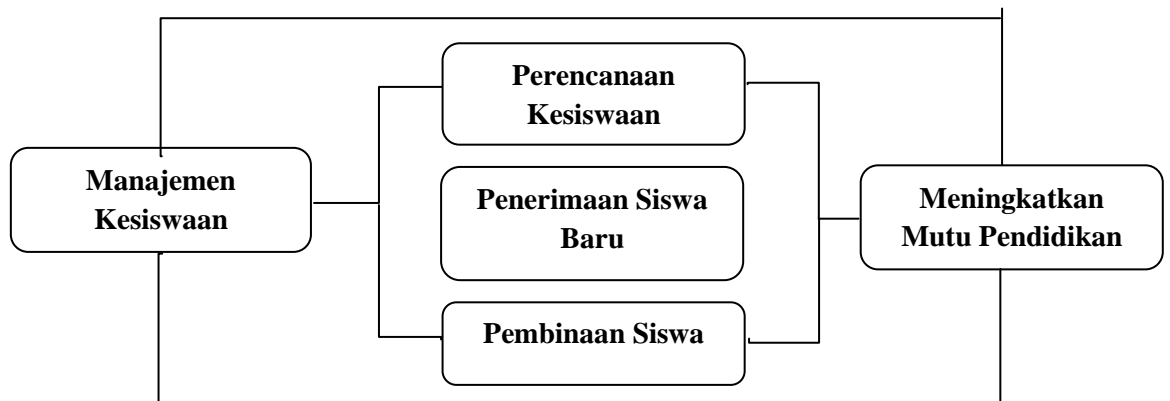 Perencanaan
Kesiswaan
Manajemen
Kesiswaan
Penerimaan Siswa
Baru
Meningkatkan
Mutu Pendidikan
Pembinaan Siswa